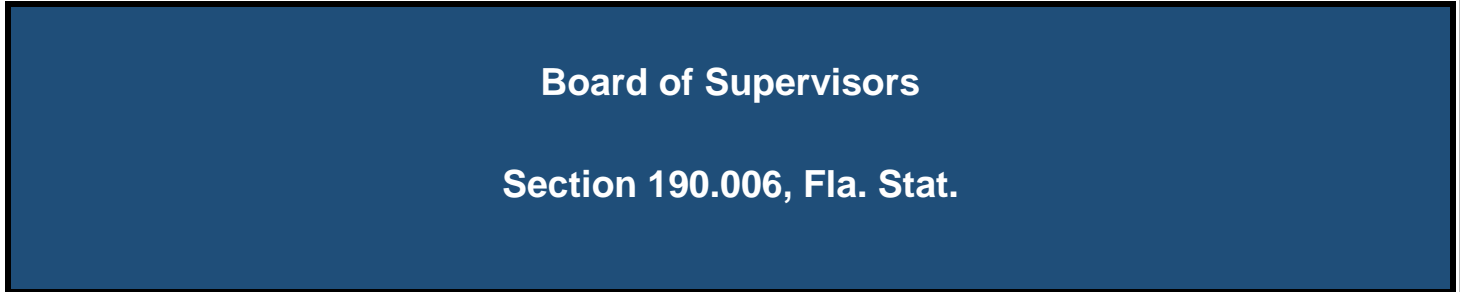 Board of Supervisors
Section 190.006, Fla. Stat.